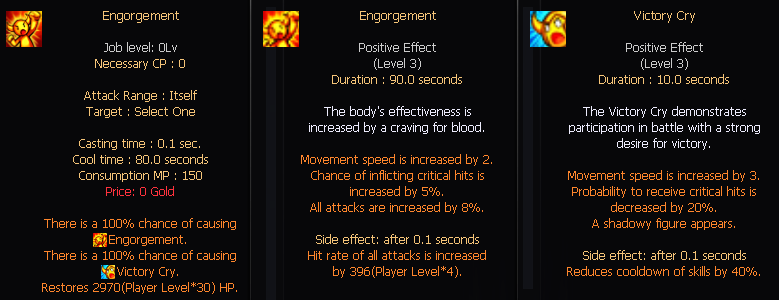 Engorgement
Job level: 0Lv
Necessary CP : 0
Attack Range : Itself
Target : Select One
Casting time : 0.1 sec.
Cool time : 80.0 seconds
Consumption MP : 150
Price: 0 Gold
There is a 100% chance of causing
Engorgement.
There is a 100% chance of causing
Victory Cry.
Restores 2970(Player Level*30) HP.
Engorgement
Positive Effect
(Level 3)
Duration : 90.0 seconds
The body's effectiveness is
increased by a craving for blood.
Movement speed is increased by 2.
Chance of inflicting critical hits is
increased by 5%.
All attacks are increased by 8%.
Side effect: after 0.1 seconds
Hit rate of all attacks is increased
by 396(Player Level*4).
Victory Cry
Positive Effect
(Level 3)
Duration : 10.0 seconds
The Victory Cry demonstrates
participation in battle with a strong
desire for victory.
Movement speed is increased by 3.
Probability to receive critical hits is
decreased by 20%.
A shadowy figure appears.
Side effect: after 0.1 seconds
Reduces cooldown of skills by 40%.